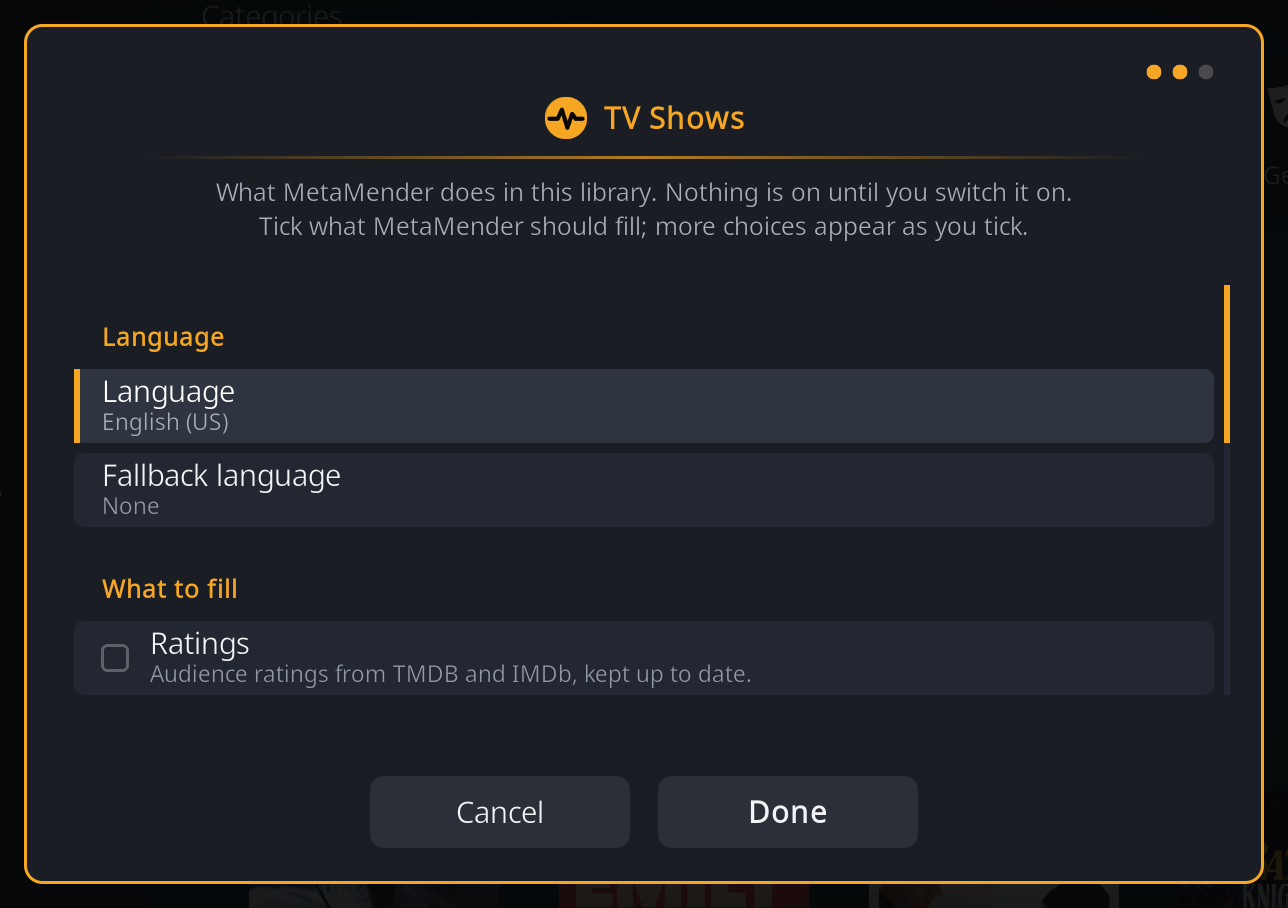 Categories
TV Shows
What MetaMender does in this library. Nothing is on until you switch it on.
Tick what MetaMender should fill; more choices appear as you tick.
Language
Language
English (US)
Fallback language
None
What to fill
Ratings
Audience ratings from TMDB and IMDb, kept up to date.
Cancel
Done